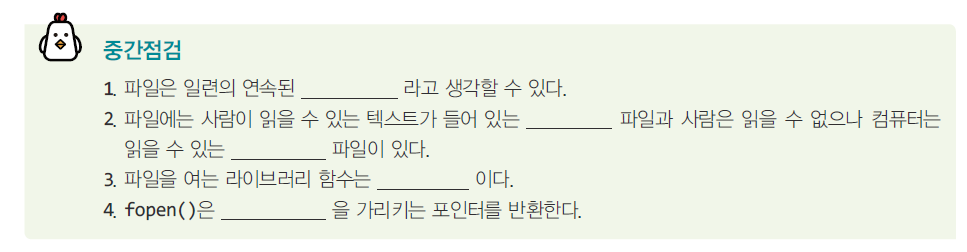 중간점검
1. 파일은 일련의 연속된 __________ 라고 생각할 수 있다.
2. 파일에는 사람이 읽을 수 있는 텍스트가 들어 있는 _________ 파일과 사람은 읽을 수 없으나 컴퓨터는
읽을 수 있는 __________ 파일이 있다.
3. 파일을 여는 라이브러리 함수는 __________ 이다.
4. fopen()은 ___________ 을 가리키는 포인터를 반환한다.